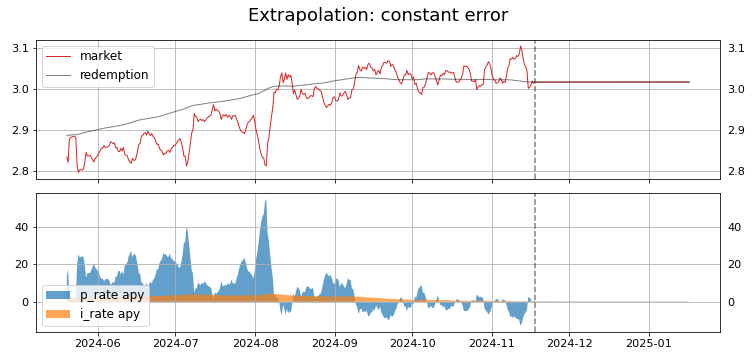 Extrapolation: constant error
3.1 3.1
market
redemption
3.0 3.0
2.9 2.9
2.8 2.8
40 40
20 20
p_rate apy
0 0
i_rate apy
2024-06 2024-07 2024-08 2024-09 2024-10 2024-11 2024-12 2025-01